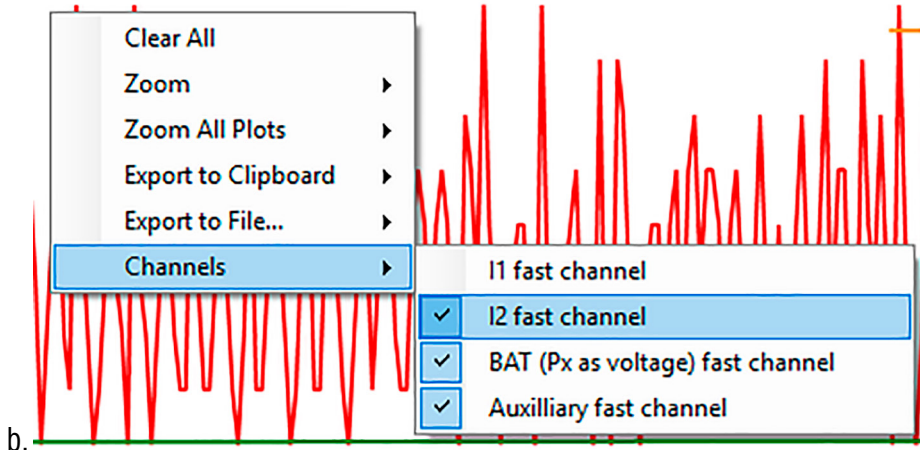 Clear All
Zoom
Zoom All Plots
Export to Clipboard
Export to File...
Channels
I1 fast channel
I2 fast channel
BAT (Px as voltage) fast channel
Auxilliary fast channel
b.